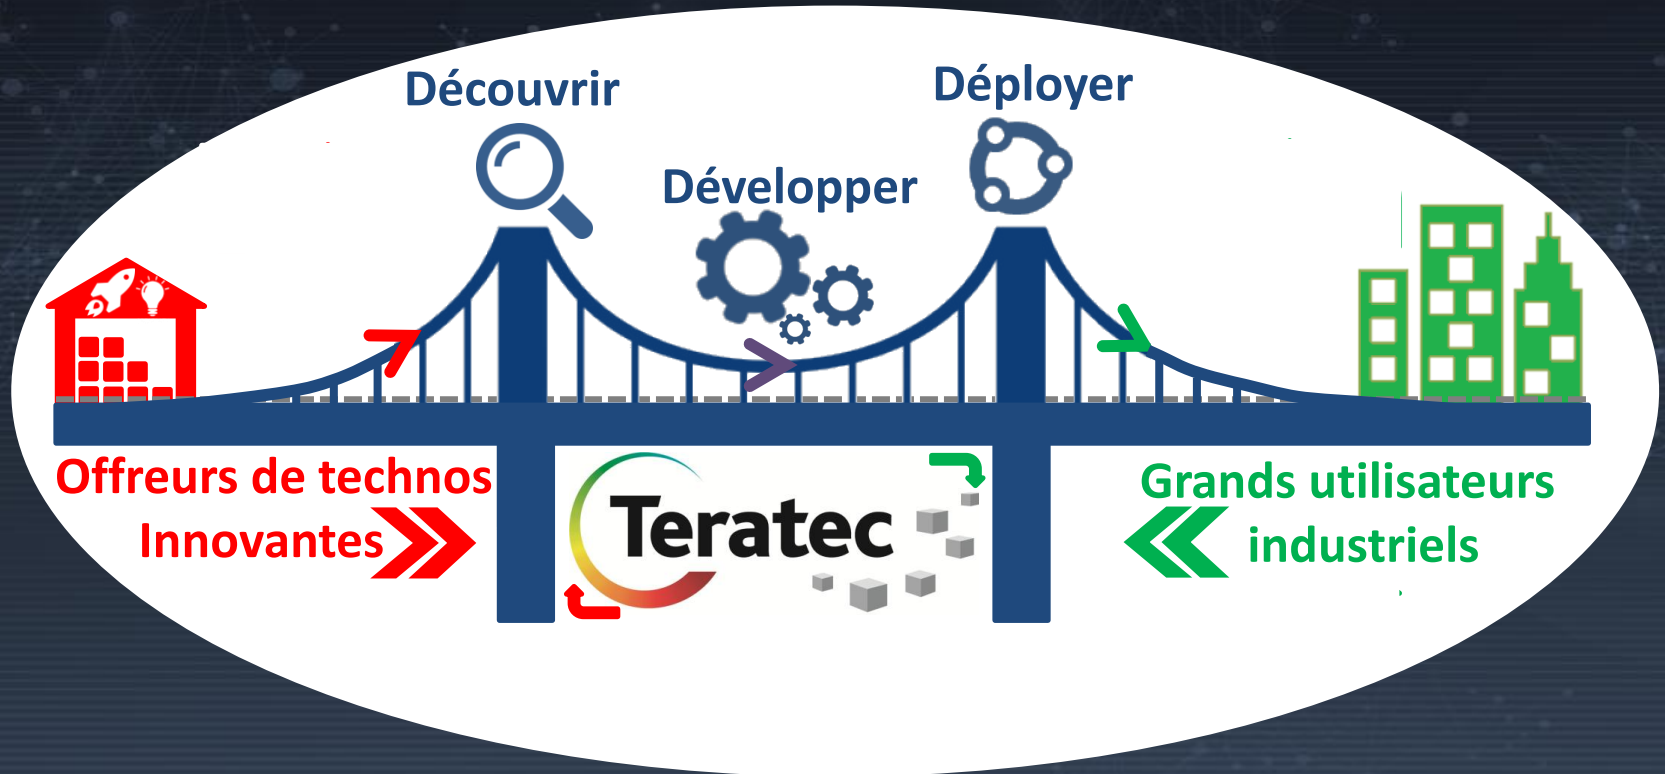 Découvrir
Déployer
Développer
Offreurs de technos
Innovantes
Teratec
Grands utilisateurs
industriels